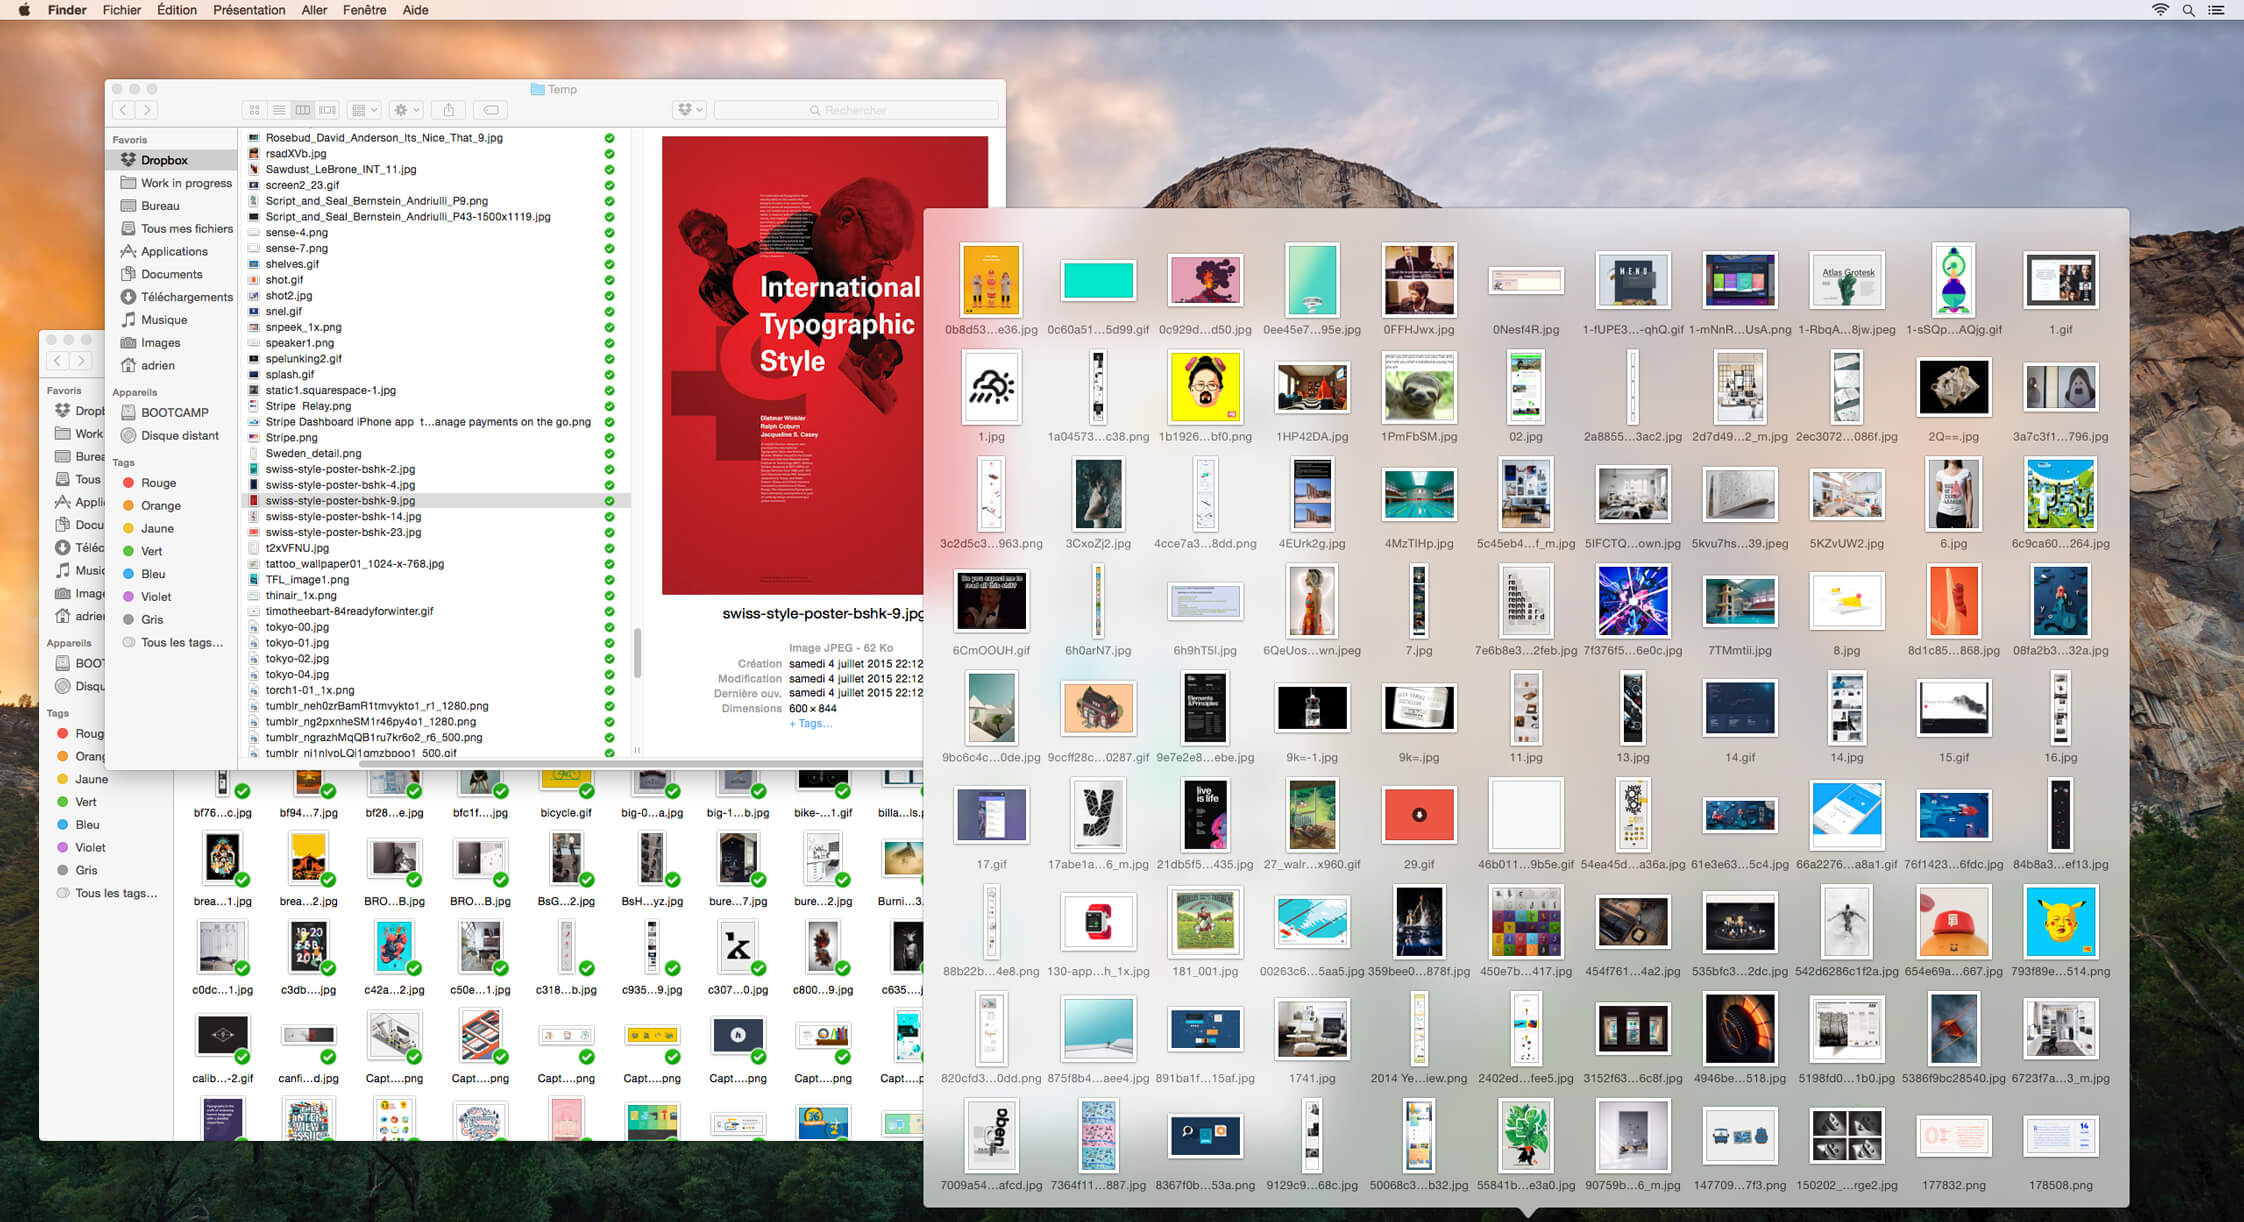 Finder Fichier Édition Présentation Aller Fenêtre Aide
Temp
Rechercher
Favoris
Dropbox
Work in progress
Bureau
Tous mes fichiers
Applications
Documents
Téléchargements
Musique
Images
adrien
Appareils
BOOTCAMP
Disque distant
Tags
Rouge
Orange
Jaune
Vert
Bleu
Violet
Gris
Tous les tags...
Rosebud_David_Anderson_Its_Nice_That_9.jpg
rsadXVb.jpg
Sawdust_LeBrone_INT_11.jpg
screen2_23.gif
Script_and_Seal_Bernstein_Andriulli_P9.png
Script_and_Seal_Bernstein_Andriulli_P43-1500x1119.jpg
sense-4.png
sense-7.png
shelves.gif
shot.gif
shot2.jpg
snel.gif
snpeek_1x.png
speaker1.png
spelunking2.gif
splash.gif
static1.squarespace-1.jpg
Stripe Relay.png
Stripe Dashboard iPhone app t...anage payments on the go.png
Stripe.png
Sweden_detail.png
swiss-style-poster-bshk-2.jpg
swiss-style-poster-bshk-4.jpg
swiss-style-poster-bshk-9.jpg
swiss-style-poster-bshk-14.jpg
swiss-style-poster-bshk-23.jpg
t2xVFNU.jpg
tattoo_wallpaper01_1024-x-768.jpg
TFL_image1.png
thinair_1x.png
timotheebart-84readyforwinter.gif
tokyo-00.jpg
tokyo-01.jpg
tokyo-02.jpg
tokyo-04.jpg
torch1-01_1x.png
tumblr_neh0zrBamR1tmvykto1_r1_1280.png
tumblr_ng2pxnheSM1r46py4o1_1280.png
tumblr_ngrazhMqQB1ru7kr6o2_r6_500.png
International
Typographic
Style
Dietmar Winkler
Ralph Coburn
Jacqueline S. Casey
swiss-style-poster-bshk-9.jpg
Image JPEG - 62 Ko
Création samedi 4 juillet 2015 22:12
Modification samedi 4 juillet 2015 22:12
Dernière ouv. samedi 4 juillet 2015 22:12
Dimensions 600 × 844
+ Tags...
Favoris
Dropb
Work
Burea
Tous
Appli
Docu
Téléc
Music
Image
adrien
Appareils
BOOT
Disqu
Tags
Roug
Orang
Jaune
Vert
Bleu
Violet
Gris
Tous les tags...
bf76...c.jpg bf94...7.jpg bf28...e.jpg bfc1f....jpg bicycle.gif big-0...a.jpg big-1...b.jpg bike-...1.gif billa...ls.
brea...1.jpg brea...2.jpg BRO...B.jpg BRO...B.jpg BsG...2.jpg BsH...yz.jpg bure...7.jpg bure...2.jpg Burni...3.
c0dc...1.jpg c3db....jpg c42a...2.jpg c50e...1.jpg c318...b.jpg c935...9.jpg c307...0.jpg c800...9.jpg c635....
calib...-2.gif canfi...d.jpg Capt....png Capt....png Capt....png Capt....png Capt....png Capt....png Capt....p
0b8d53...e36.jpg 0c60a51...5d99.gif 0c929d...d50.jpg 0ee45e7...95e.jpg 0FFHJwx.jpg 0Nesf4R.jpg 1-fUPE3...-qhQ.gif 1-mNnR...UsA.png 1-RbqA...8jw.jpeg 1-sSQp...AQjg.gif 1.gif
1.jpg 1a04573...c38.png 1b1926...bf0.png 1HP42DA.jpg 1PmFbSM.jpg 02.jpg 2a8855...3ac2.jpg 2d7d49...2_m.jpg 2ec3072...086f.jpg 2Q==.jpg 3a7c3f1...796.jpg
3c2d5c3...963.png 3CxoZj2.jpg 4cce7a3...8dd.png 4EUrk2g.jpg 4MzTIHp.jpg 5c45eb4...f_m.jpg 5IFCTQ...own.jpg 5kvu7hs...39.jpeg 5KZvUW2.jpg 6.jpg 6c9ca60...264.jpg
6CmOOUH.gif 6h0arN7.jpg 6h9hT5l.jpg 6QeUos...wn.jpeg 7.jpg 7e6b8e3...2feb.jpg 7f376f5...6e0c.jpg 7TMmtii.jpg 8.jpg 8d1c85...868.jpg 08fa2b3...32a.jpg
9bc6c4c...0de.jpg 9ccff28c...0287.gif 9e7e2e8...ebe.jpg 9k=-1.jpg 9k=.jpg 11.jpg 13.jpg 14.gif 14.jpg 15.gif 16.jpg
17.gif 17abe1a...6_m.jpg 21db5f5...435.jpg 27_walr...x960.gif 29.gif 46b011...9b5e.gif 54ea45d...a36a.jpg 61e3e63...5c4.jpg 66a2276...a8a1.gif 76f1423...6fdc.jpg 84b8a3...ef13.jpg
88b22b...4e8.png 130-app...h_1x.jpg 181_001.jpg 00263c6...5aa5.jpg 359bee0...878f.jpg 450e7b...417.jpg 454f761...4a2.jpg 535bfc3...2dc.jpg 542d6286c1f2a.jpg 654e69a...667.jpg 793f89e...514.png
820cfd3...0dd.png 875f8b4...aee4.jpg 891ba1f...15af.jpg 1741.jpg 2014 Ye...iew.png 2402ed...fee5.jpg 3152f63...6c8f.jpg 4946be...518.jpg 5198fd0...1b0.jpg 5386f9bc28540.jpg 6723f7a...3_m.jpg
7009a54...afcd.jpg 7364f11...887.jpg 8367f0b...53a.png 9129c9...68c.jpg 50068c3...b32.jpg 55841b...e3a0.jpg 90759b...6_m.jpg 147709...7f3.png 150202_...rge2.jpg 177832.png 178508.png
MENU
Atlas Grotesk
Do you expect me to
read all this shit?
Elements
& Principles
live
is life